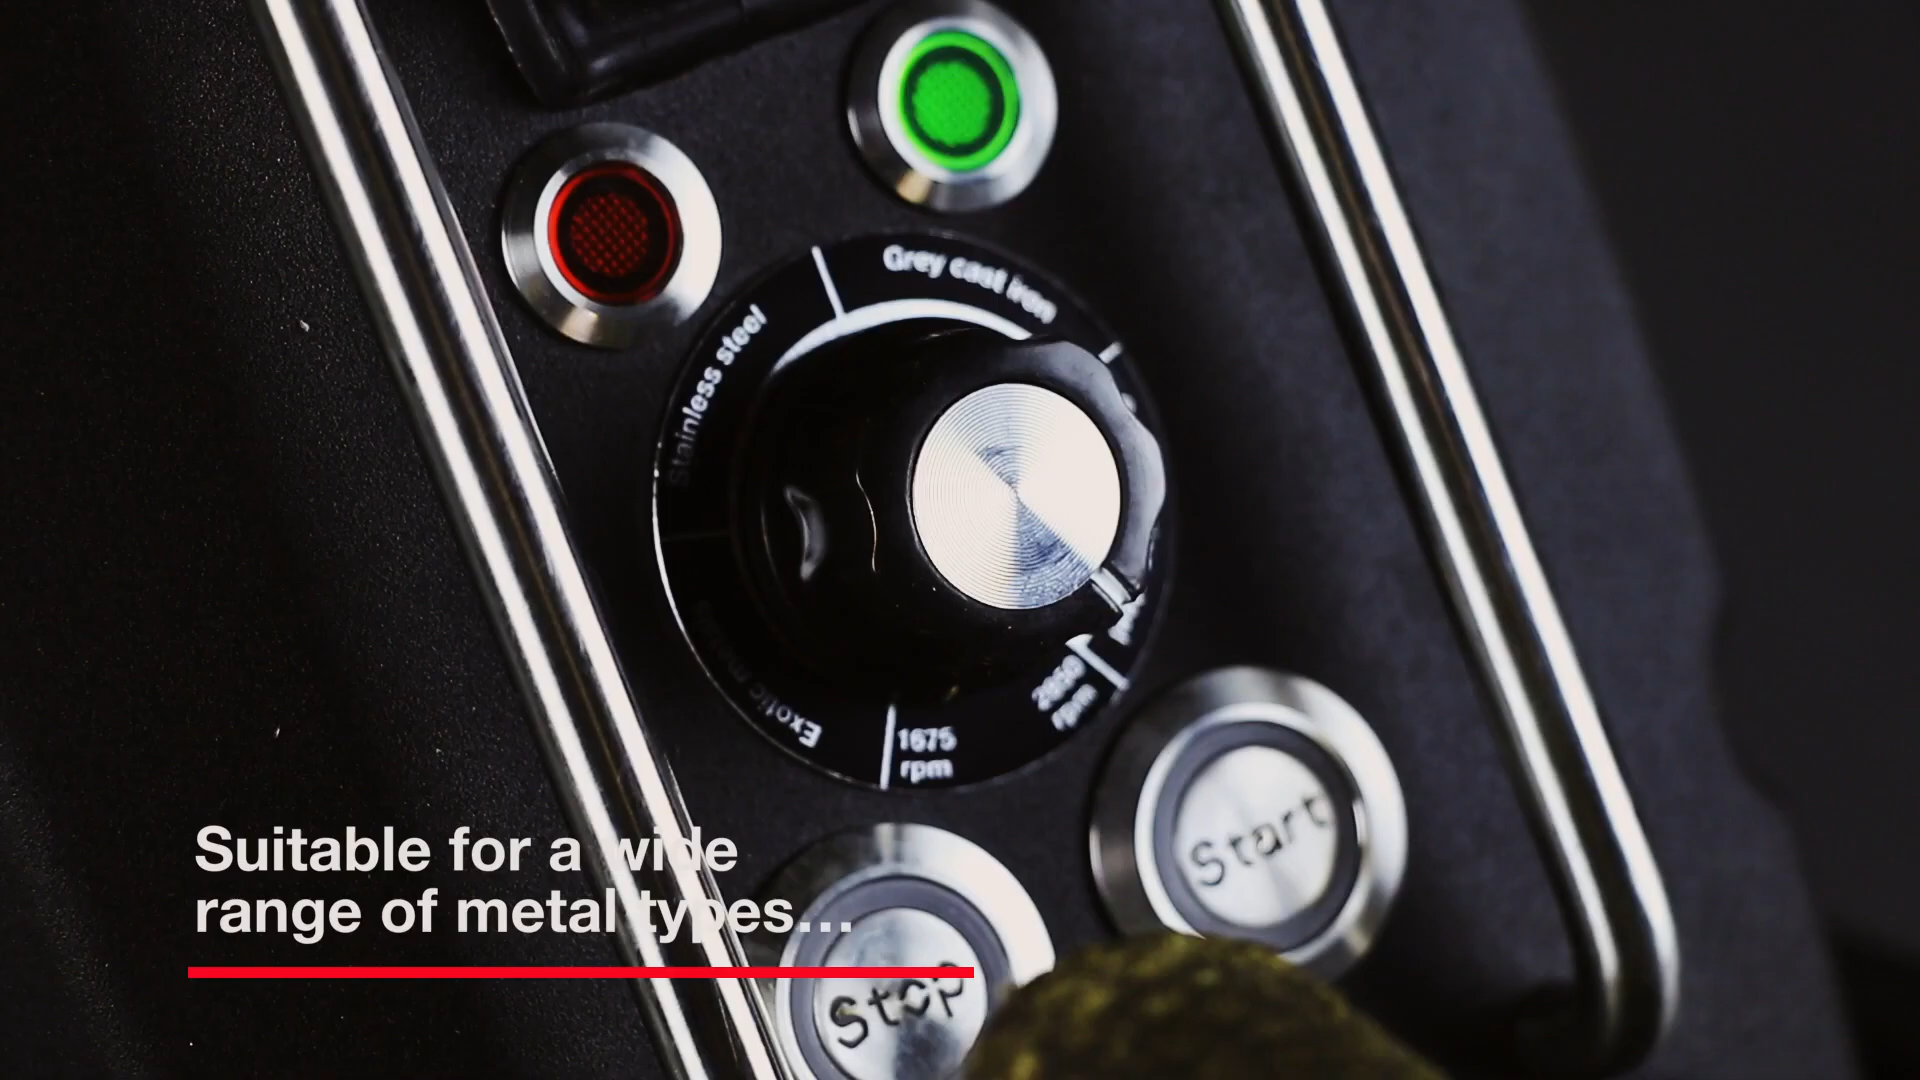 Grey cast iron
Stainless steel
Exotic
2850
rpm
1675
rpm
Start
Suitable for a wide
range of metal types...
Stop